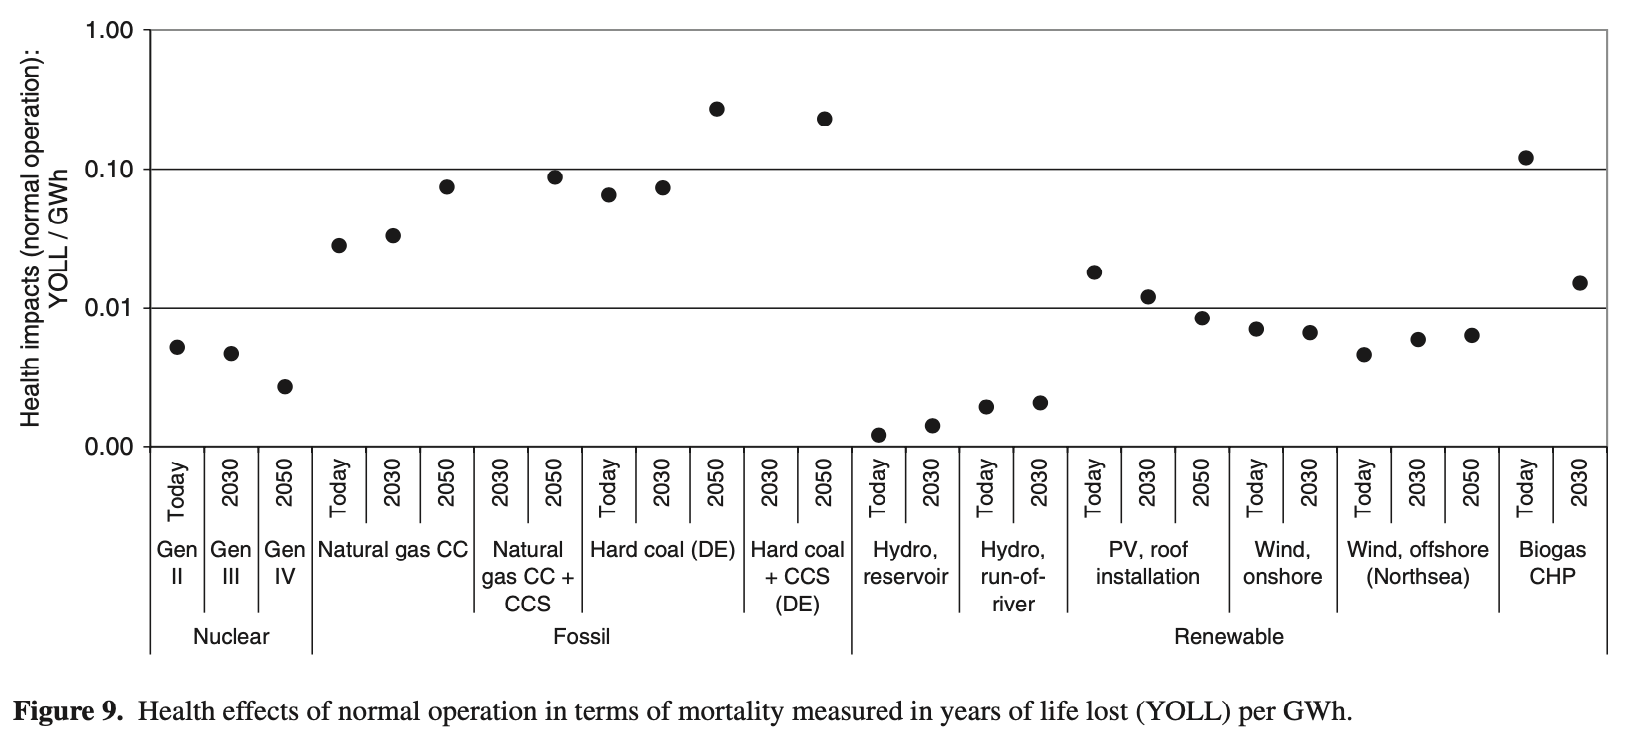 Health impacts (normal operation):
YOLL / GWh
1.00
0.10
0.01
0.00
Today 2030 2050 Today 2030 2050 2030 2050 Today 2030 2050 2030 2050 Today 2030 Today 2030 Today 2030 2050 Today 2030 Today 2030 2050 Today 2030
Gen Gen Gen Natural gas CC Natural Hard coal (DE) Hard coal Hydro, Hydro, PV, roof Wind, Wind, offshore Biogas
II III IV gas CC + + CCS reservoir run-of- installation onshore (Northsea) CHP
CCS (DE) river
Nuclear Fossil Renewable
Figure 9. Health effects of normal operation in terms of mortality measured in years of life lost (YOLL) per GWh.